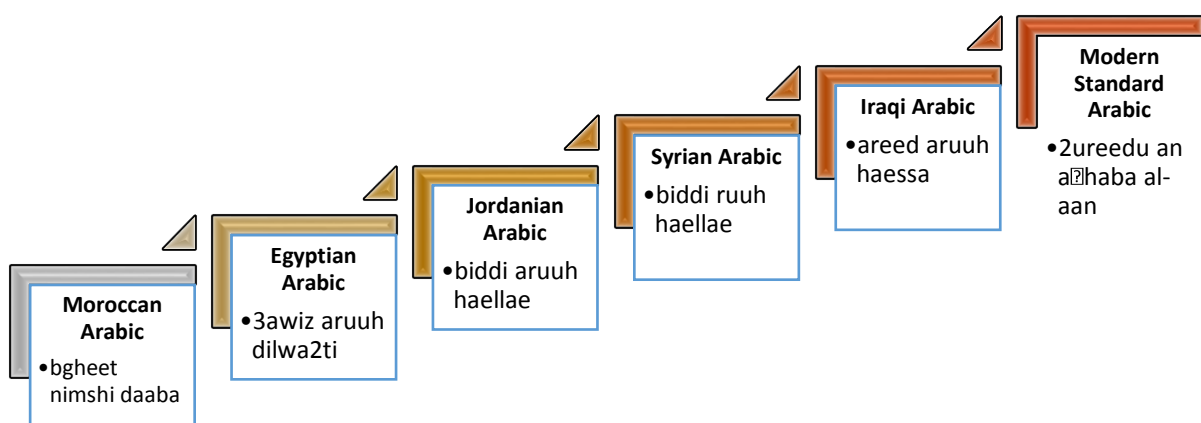 Moroccan
Arabic
•bgheet
nimshi daaba
Egyptian
Arabic
•3awiz aruuh
dilwa2ti
Jordanian
Arabic
•biddi aruuh
haellae
Syrian Arabic
•biddi ruuh
haellae
Iraqi Arabic
•areed aruuh
haessa
Modern
Standard
Arabic
•2ureedu an
a�haba al-
aan